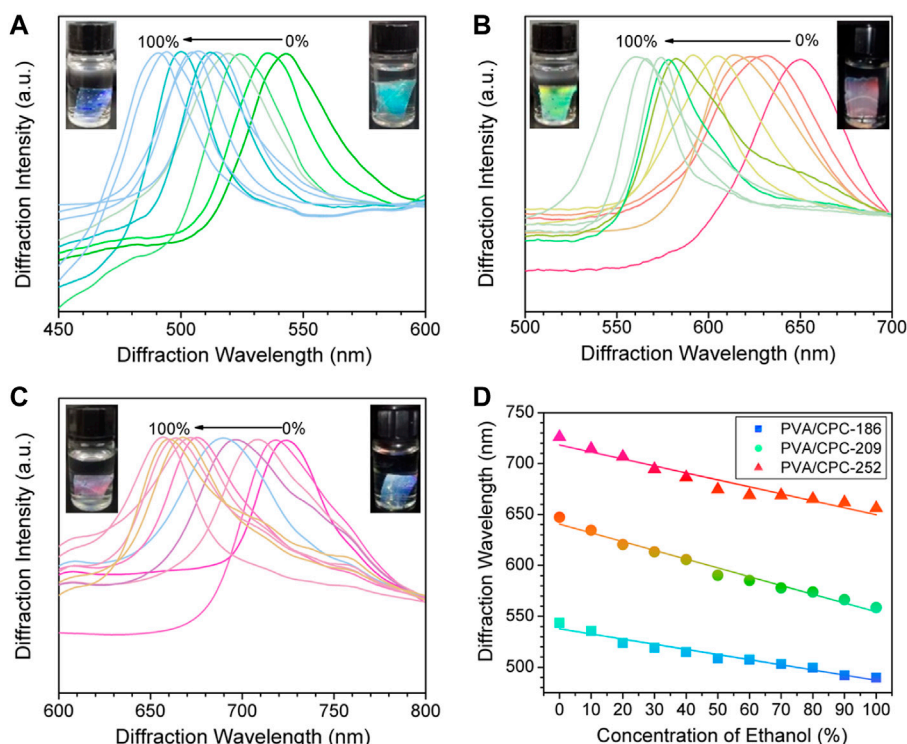 A
100%
0%
Diffraction Intensity (a.u.)
450
500
550
600
Diffraction Wavelength (nm)
B
100%
0%
Diffraction Intensity (a.u.)
500
550
600
650
700
Diffraction Wavelength (nm)
C
100%
0%
Diffraction Intensity (a.u.)
600
650
700
750
800
Diffraction Wavelength (nm)
D
PVA/CPC-186
PVA/CPC-209
PVA/CPC-252
Diffraction Wavelength (nm)
750
700
650
600
550
500
0
10
20
30
40
50
60
70
80
90
100
Concentration of Ethanol (%)